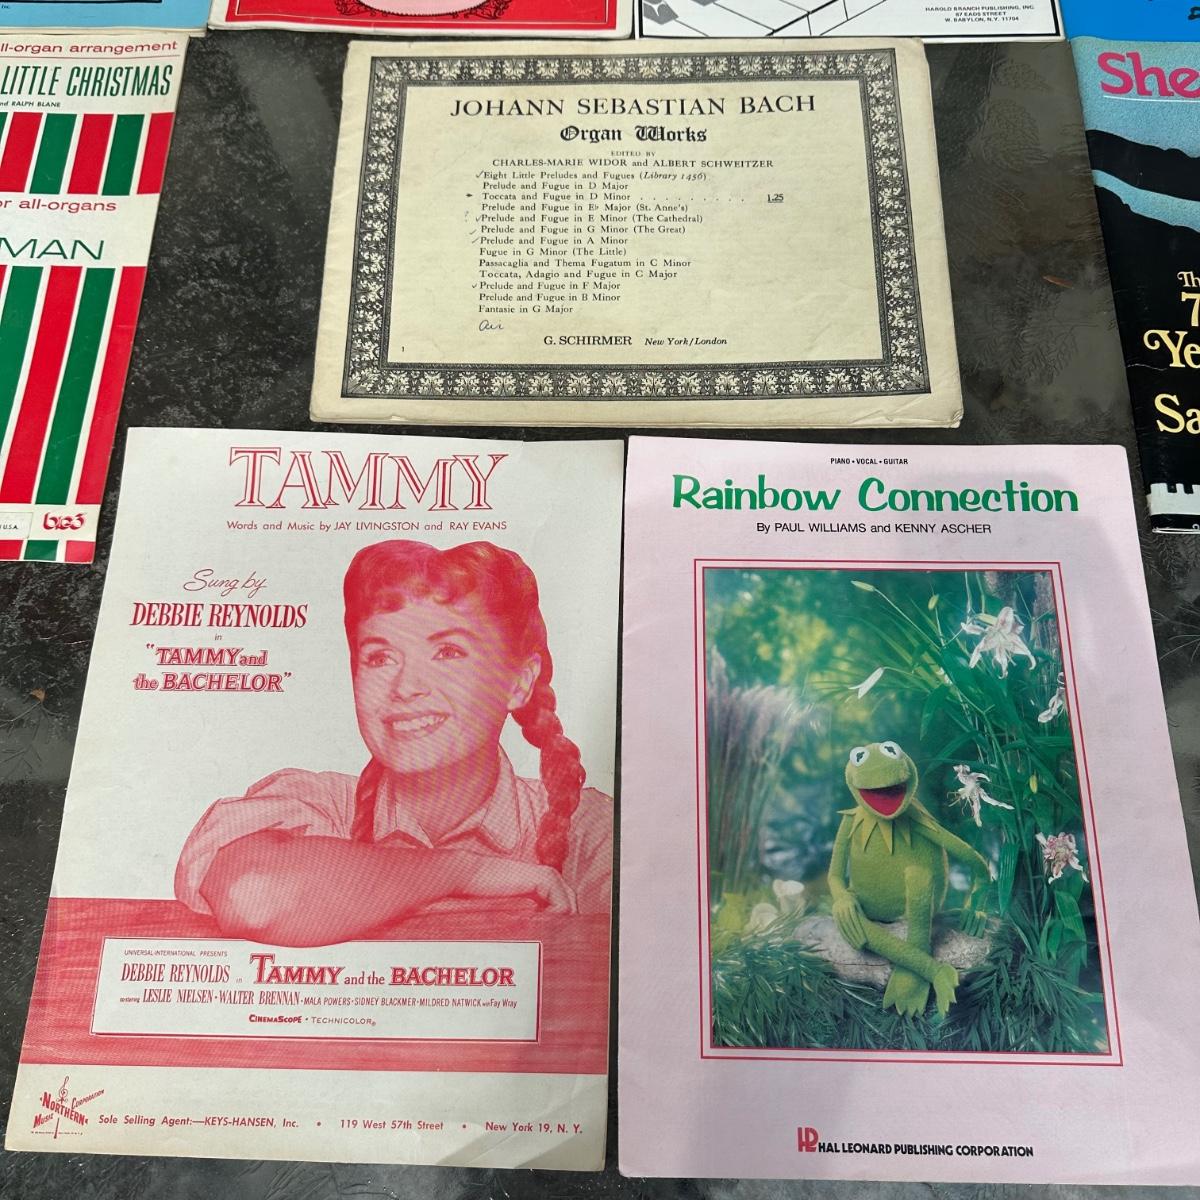 HAROLD BRANCH PUBLISHING, INC.
87 EADS STREET
W. BABYLON, N.Y. 11704
ll-organ arrangement
LITTLE CHRISTMAS
nd RALPH BLANE
or all-organs
MAN
U.S.A.
big3
JOHANN SEBASTIAN BACH
Organ Works
EDITED BY
CHARLES-MARIE WIDOR and ALBERT SCHWEITZER
Eight Little Preludes and Fugues (Library 1456)
Prelude and Fugue in D Major
Toccata and Fugue in D Minor . . . . . . . . . 1.25
Prelude and Fugue in E♭ Major (St. Anne's)
? Prelude and Fugue in E Minor (The Cathedral)
Prelude and Fugue in G Minor (The Great)
Prelude and Fugue in A Minor
Fugue in G Minor (The Little)
Passacaglia and Thema Fugatum in C Minor
Toccata, Adagio and Fugue in C Major
Prelude and Fugue in F Major
Prelude and Fugue in B Minor
Fantasie in G Major
G. SCHIRMER New York/London
1
She
Th
7
Ye
Sa
TAMMY
Words and Music by JAY LIVINGSTON and RAY EVANS
Sung by
DEBBIE REYNOLDS
in
"TAMMY and
the BACHELOR"
UNIVERSAL-INTERNATIONAL PRESENTS
DEBBIE REYNOLDS in TAMMY and the BACHELOR
costarring LESLIE NIELSEN • WALTER BRENNAN • MALA POWERS • SIDNEY BLACKMER • MILDRED NATWICK with Fay Wray
CINEMASCOPE • TECHNICOLOR®
NORTHERN
MUSIC CORPORATION
Sole Selling Agent:—KEYS-HANSEN, Inc. • 119 West 57th Street • New York 19, N. Y.
PIANO • VOCAL • GUITAR
Rainbow Connection
By PAUL WILLIAMS and KENNY ASCHER
HL HAL LEONARD PUBLISHING CORPORATION